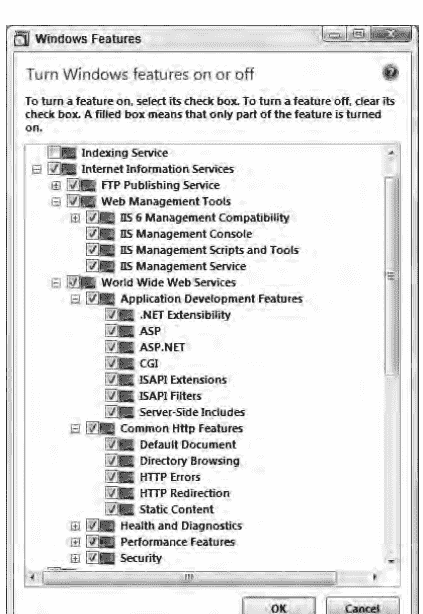 Windows Features
Turn Windows features on or off
To turn a feature on, select its check box. To turn a feature off, clear its
check box. A filled box means that only part of the feature is turned
on.
Indexing Service
Internet Information Services
FTP Publishing Service
Web Management Tools
IIS 6 Management Compatibility
IIS Management Console
IIS Management Scripts and Tools
IIS Management Service
World Wide Web Services
Application Development Features
.NET Extensibility
ASP
ASP.NET
CGI
ISAPI Extensions
ISAPI Filters
Server-Side Includes
Common Http Features
Default Document
Directory Browsing
HTTP Errors
HTTP Redirection
Static Content
Health and Diagnostics
Performance Features
Security
OK Cancel